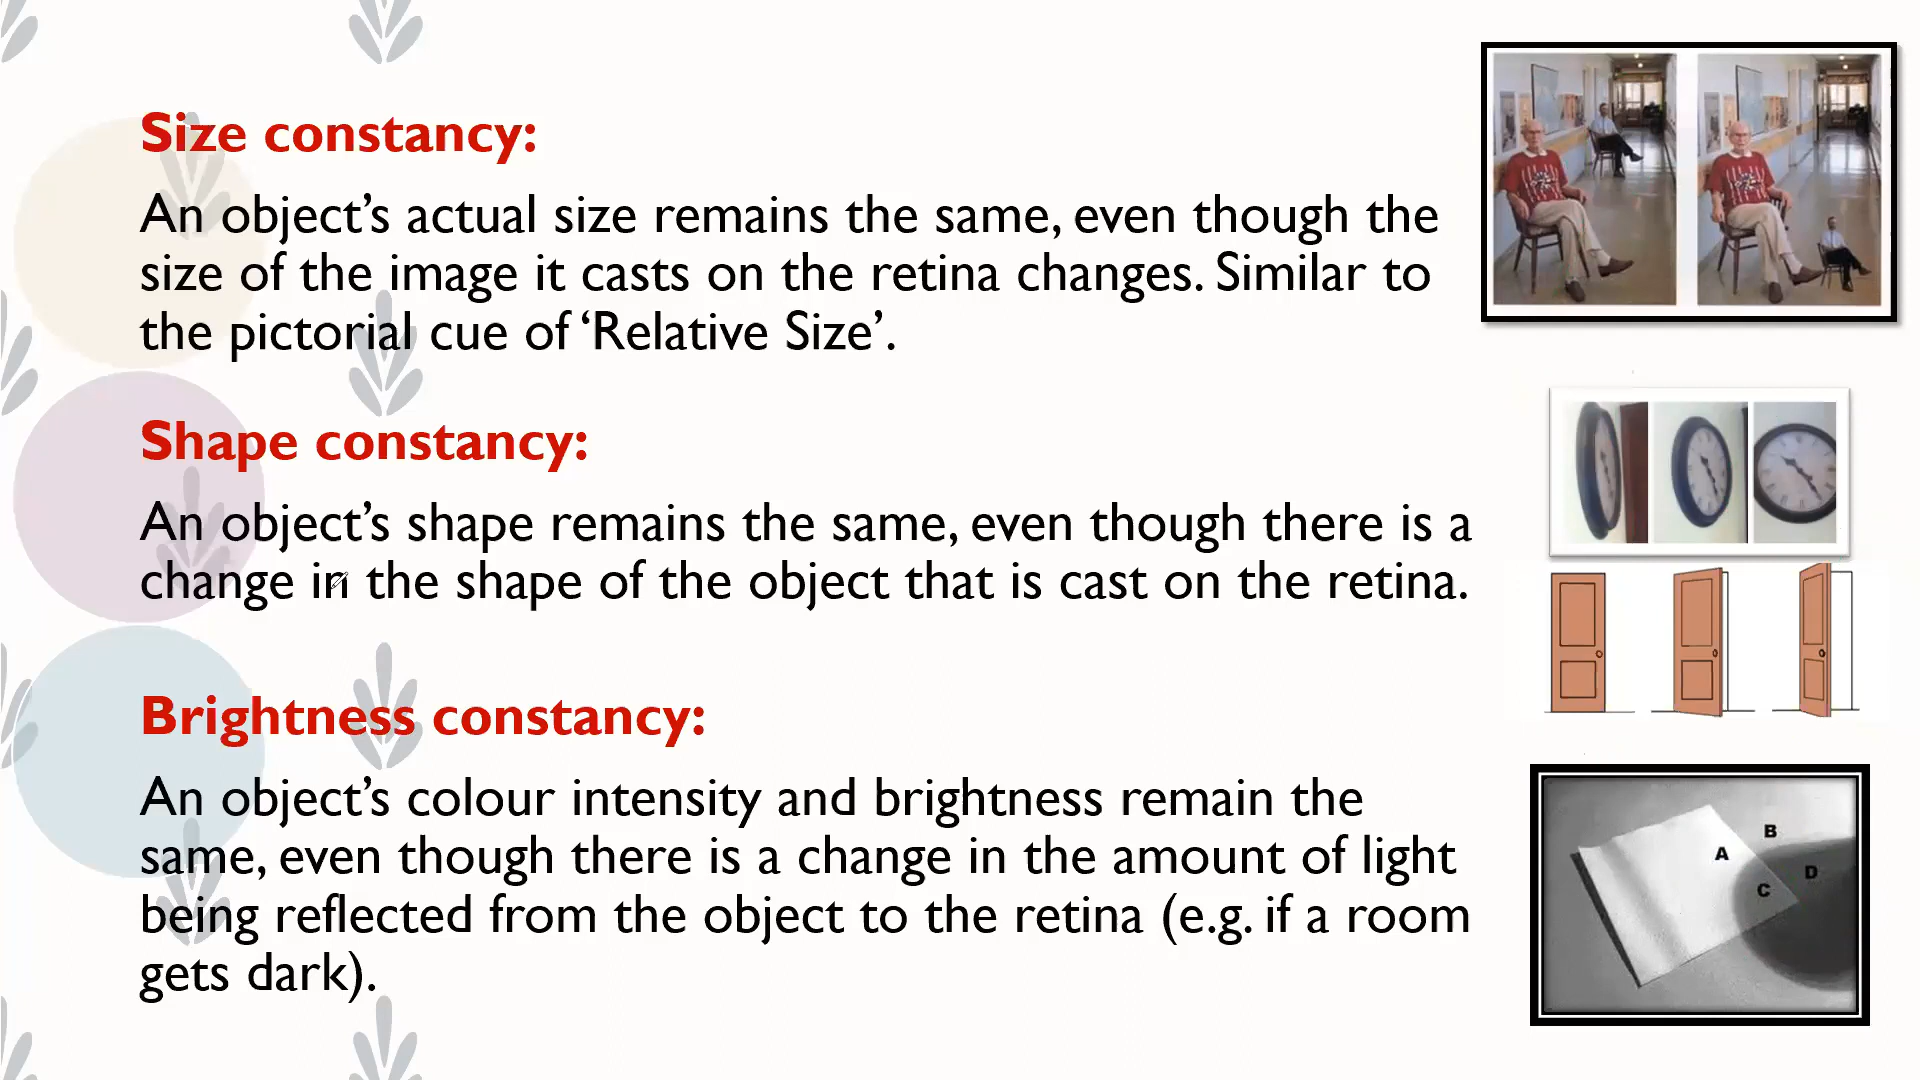 Size constancy:
An object’s actual size remains the same, even though the
size of the image it casts on the retina changes. Similar to
the pictorial cue of ‘Relative Size’.
Shape constancy:
An object’s shape remains the same, even though there is a
change in the shape of the object that is cast on the retina.
Brightness constancy:
An object’s colour intensity and brightness remain the
same, even though there is a change in the amount of light
being reflected from the object to the retina (e.g. if a room
gets dark).
B
A
D
C